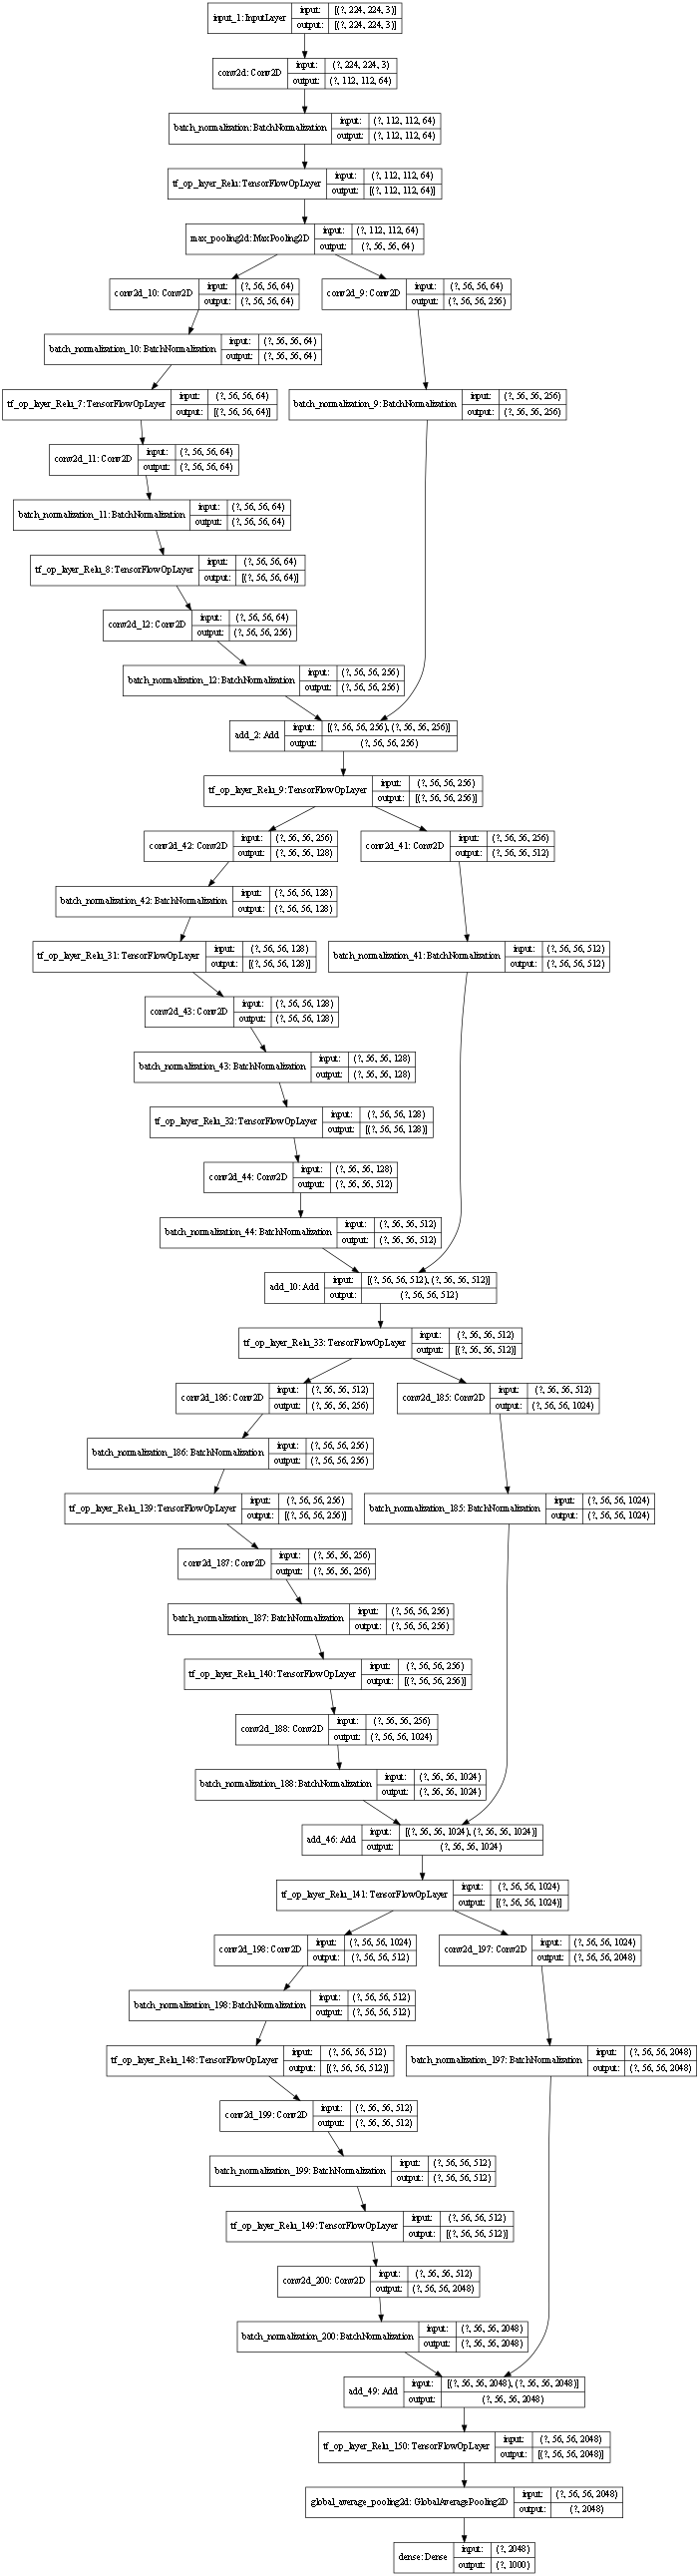 input_1: InputLayer input: [(?, 224, 224, 3)]
output: [(?, 224, 224, 3)]
conv2d: Conv2D input: (?, 224, 224, 3)
output: (?, 112, 112, 64)
batch_normalization: BatchNormalization input: (?, 112, 112, 64)
output: (?, 112, 112, 64)
tf_op_layer_Relu: TensorFlowOpLayer input: (?, 112, 112, 64)
output: [(?, 112, 112, 64)]
max_pooling2d: MaxPooling2D input: (?, 112, 112, 64)
output: (?, 56, 56, 64)
conv2d_10: Conv2D input: (?, 56, 56, 64)
output: (?, 56, 56, 64)
conv2d_9: Conv2D input: (?, 56, 56, 64)
output: (?, 56, 56, 256)
batch_normalization_10: BatchNormalization input: (?, 56, 56, 64)
output: (?, 56, 56, 64)
tf_op_layer_Relu_7: TensorFlowOpLayer input: (?, 56, 56, 64)
output: [(?, 56, 56, 64)]
batch_normalization_9: BatchNormalization input: (?, 56, 56, 256)
output: (?, 56, 56, 256)
conv2d_11: Conv2D input: (?, 56, 56, 64)
output: (?, 56, 56, 64)
batch_normalization_11: BatchNormalization input: (?, 56, 56, 64)
output: (?, 56, 56, 64)
tf_op_layer_Relu_8: TensorFlowOpLayer input: (?, 56, 56, 64)
output: [(?, 56, 56, 64)]
conv2d_12: Conv2D input: (?, 56, 56, 64)
output: (?, 56, 56, 256)
batch_normalization_12: BatchNormalization input: (?, 56, 56, 256)
output: (?, 56, 56, 256)
add_2: Add input: [(?, 56, 56, 256), (?, 56, 56, 256)]
output: (?, 56, 56, 256)
tf_op_layer_Relu_9: TensorFlowOpLayer input: (?, 56, 56, 256)
output: [(?, 56, 56, 256)]
conv2d_42: Conv2D input: (?, 56, 56, 256)
output: (?, 56, 56, 128)
conv2d_41: Conv2D input: (?, 56, 56, 256)
output: (?, 56, 56, 512)
batch_normalization_42: BatchNormalization input: (?, 56, 56, 128)
output: (?, 56, 56, 128)
tf_op_layer_Relu_31: TensorFlowOpLayer input: (?, 56, 56, 128)
output: [(?, 56, 56, 128)]
batch_normalization_41: BatchNormalization input: (?, 56, 56, 512)
output: (?, 56, 56, 512)
conv2d_43: Conv2D input: (?, 56, 56, 128)
output: (?, 56, 56, 128)
batch_normalization_43: BatchNormalization input: (?, 56, 56, 128)
output: (?, 56, 56, 128)
tf_op_layer_Relu_32: TensorFlowOpLayer input: (?, 56, 56, 128)
output: [(?, 56, 56, 128)]
conv2d_44: Conv2D input: (?, 56, 56, 128)
output: (?, 56, 56, 512)
batch_normalization_44: BatchNormalization input: (?, 56, 56, 512)
output: (?, 56, 56, 512)
add_10: Add input: [(?, 56, 56, 512), (?, 56, 56, 512)]
output: (?, 56, 56, 512)
tf_op_layer_Relu_33: TensorFlowOpLayer input: (?, 56, 56, 512)
output: [(?, 56, 56, 512)]
conv2d_186: Conv2D input: (?, 56, 56, 512)
output: (?, 56, 56, 256)
conv2d_185: Conv2D input: (?, 56, 56, 512)
output: (?, 56, 56, 1024)
batch_normalization_186: BatchNormalization input: (?, 56, 56, 256)
output: (?, 56, 56, 256)
tf_op_layer_Relu_139: TensorFlowOpLayer input: (?, 56, 56, 256)
output: [(?, 56, 56, 256)]
batch_normalization_185: BatchNormalization input: (?, 56, 56, 1024)
output: (?, 56, 56, 1024)
conv2d_187: Conv2D input: (?, 56, 56, 256)
output: (?, 56, 56, 256)
batch_normalization_187: BatchNormalization input: (?, 56, 56, 256)
output: (?, 56, 56, 256)
tf_op_layer_Relu_140: TensorFlowOpLayer input: (?, 56, 56, 256)
output: [(?, 56, 56, 256)]
conv2d_188: Conv2D input: (?, 56, 56, 256)
output: (?, 56, 56, 1024)
batch_normalization_188: BatchNormalization input: (?, 56, 56, 1024)
output: (?, 56, 56, 1024)
add_46: Add input: [(?, 56, 56, 1024), (?, 56, 56, 1024)]
output: (?, 56, 56, 1024)
tf_op_layer_Relu_141: TensorFlowOpLayer input: (?, 56, 56, 1024)
output: [(?, 56, 56, 1024)]
conv2d_198: Conv2D input: (?, 56, 56, 1024)
output: (?, 56, 56, 512)
conv2d_197: Conv2D input: (?, 56, 56, 1024)
output: (?, 56, 56, 2048)
batch_normalization_198: BatchNormalization input: (?, 56, 56, 512)
output: (?, 56, 56, 512)
tf_op_layer_Relu_148: TensorFlowOpLayer input: (?, 56, 56, 512)
output: [(?, 56, 56, 512)]
batch_normalization_197: BatchNormalization input: (?, 56, 56, 2048)
output: (?, 56, 56, 2048)
conv2d_199: Conv2D input: (?, 56, 56, 512)
output: (?, 56, 56, 512)
batch_normalization_199: BatchNormalization input: (?, 56, 56, 512)
output: (?, 56, 56, 512)
tf_op_layer_Relu_149: TensorFlowOpLayer input: (?, 56, 56, 512)
output: [(?, 56, 56, 512)]
conv2d_200: Conv2D input: (?, 56, 56, 512)
output: (?, 56, 56, 2048)
batch_normalization_200: BatchNormalization input: (?, 56, 56, 2048)
output: (?, 56, 56, 2048)
add_49: Add input: [(?, 56, 56, 2048), (?, 56, 56, 2048)]
output: (?, 56, 56, 2048)
tf_op_layer_Relu_150: TensorFlowOpLayer input: (?, 56, 56, 2048)
output: [(?, 56, 56, 2048)]
global_average_pooling2d: GlobalAveragePooling2D input: (?, 56, 56, 2048)
output: (?, 2048)
dense: Dense input: (?, 2048)
output: (?, 1000)